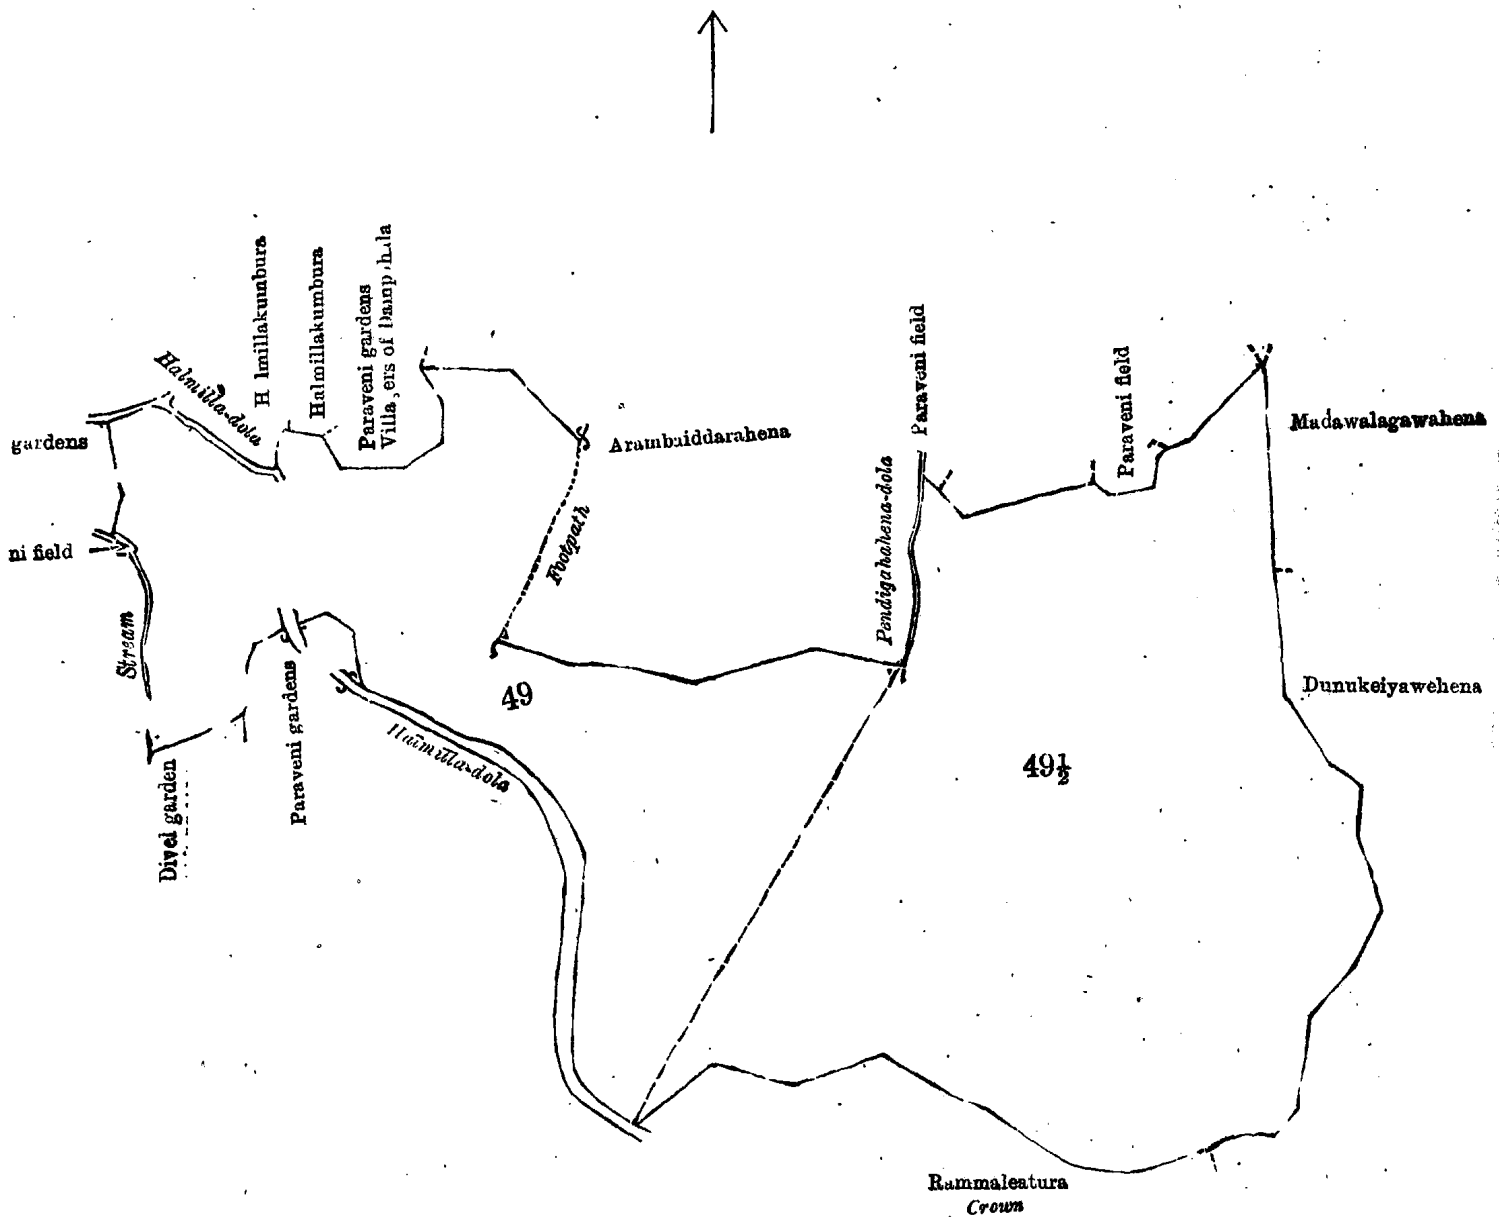 Halmilla-dola
H lmillakumbura
Halmillakumbura
Paraveni gardens
Villa,ers of
gardens
Arambaiddarahena
Paraveni field
Paraveni field
Madawalagawahena
Pendigahahena-dola
Footpath
ni field
Stream
Paraveni gardens
49
Halmilla-dola
Dunukeiyawehena
49½
Divel garden
Rammaleatura
Crown